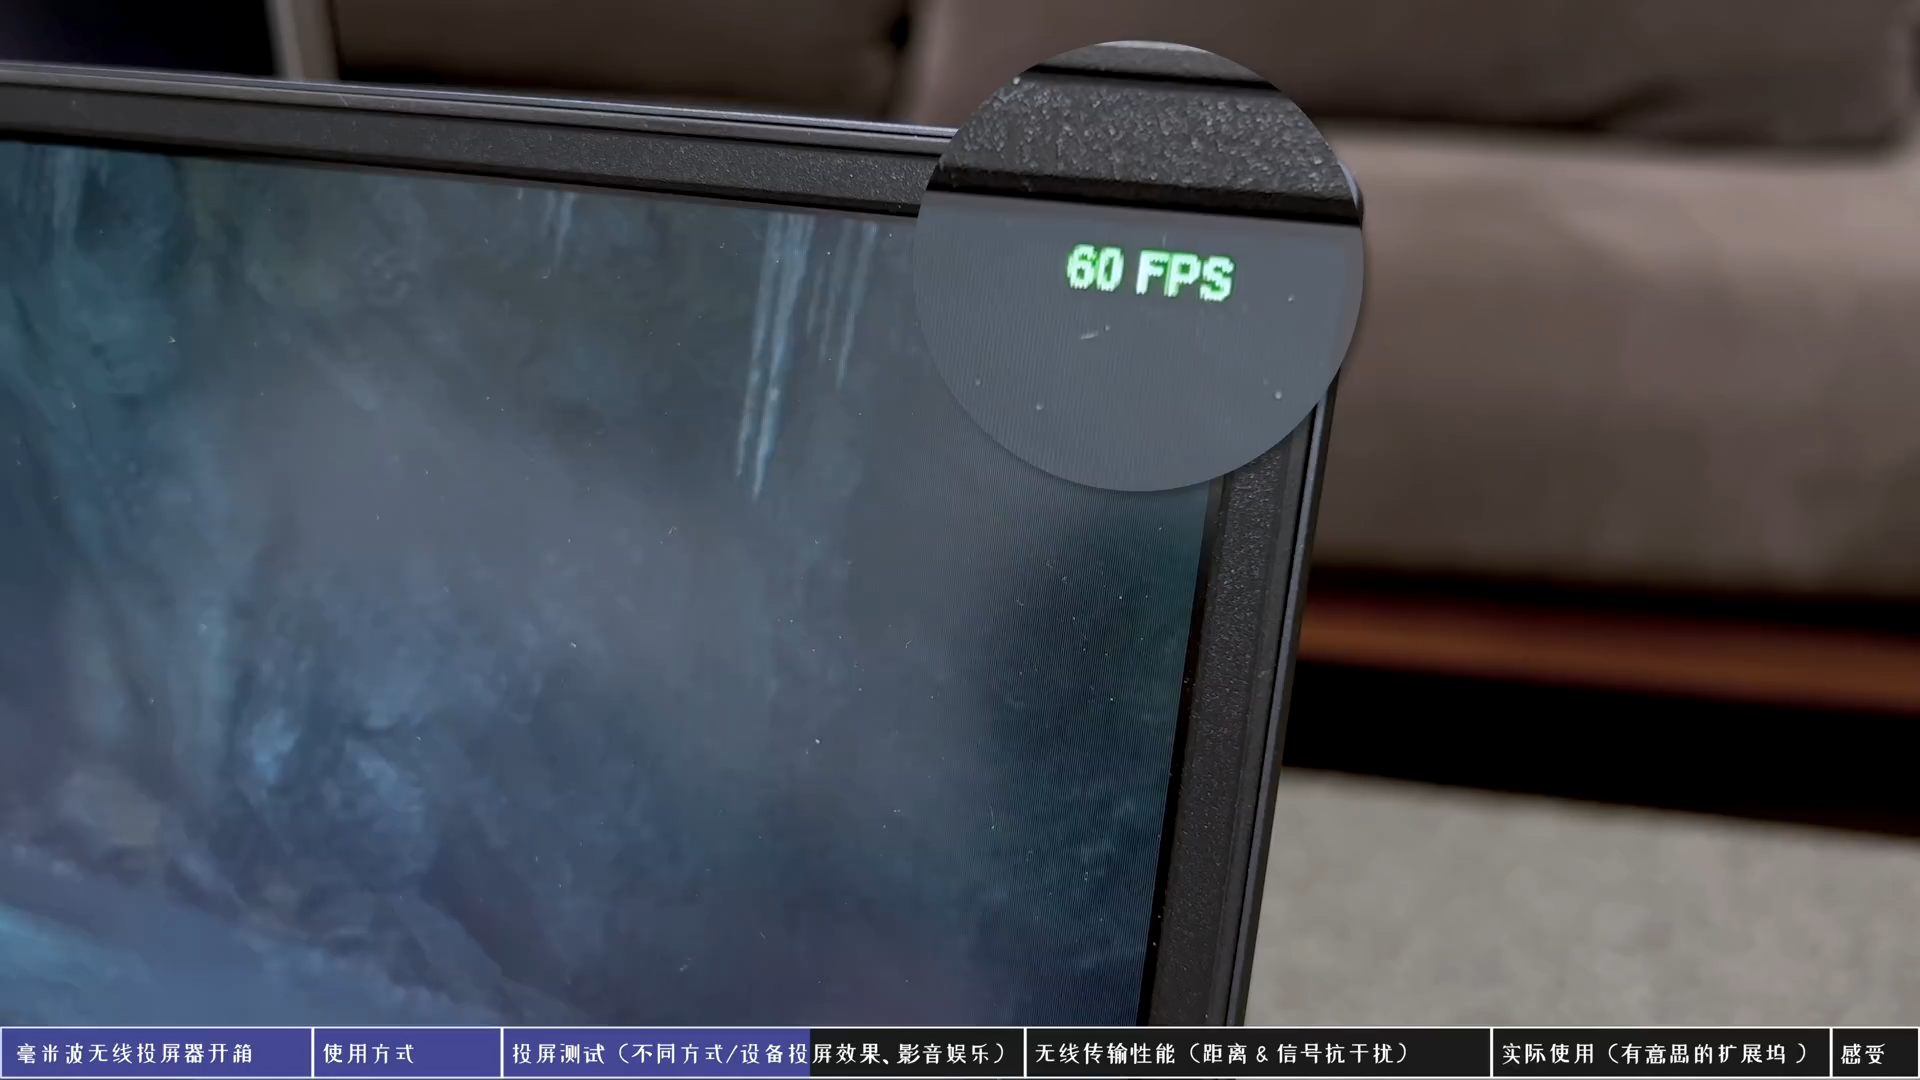 60 FPS
毫米波无线投屏器开箱
使用方式
投屏测试（不同方式/设备投屏效果、影音娱乐）
无线传输性能（距离 & 信号抗干扰）
实际使用（有意思的扩展坞 ）
感受